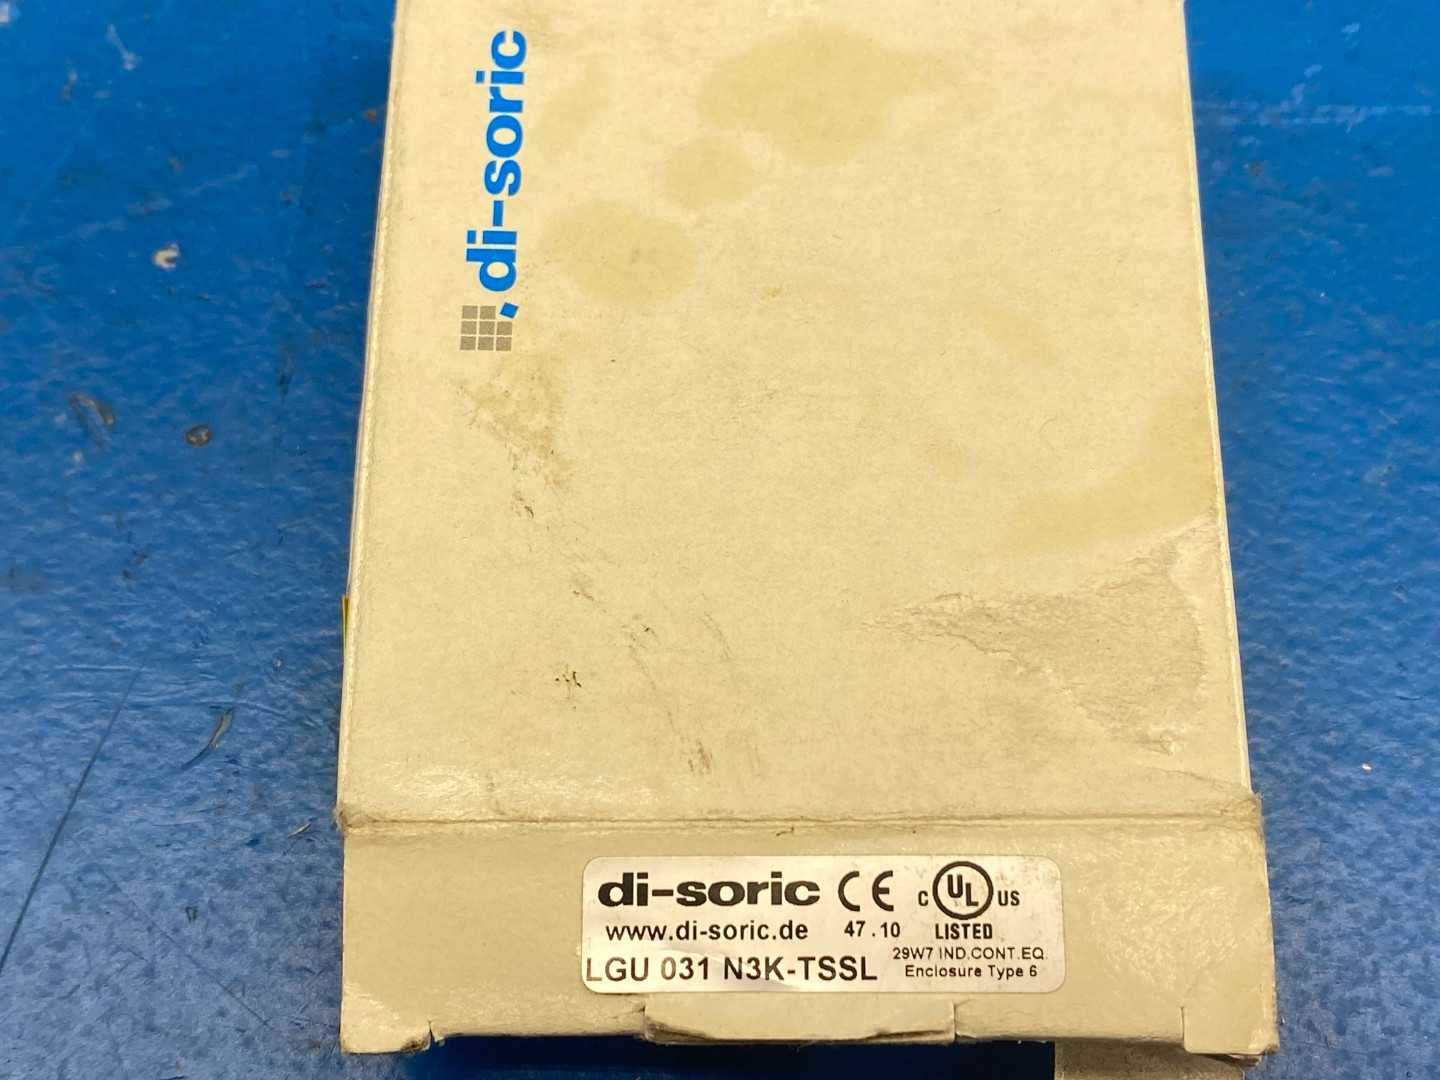 di-soric
di-soric CE C UL US
www.di-soric.de 47.10 LISTED
29W7 IND.CONT.EQ.
LGU 031 N3K-TSSL Enclosure Type 6